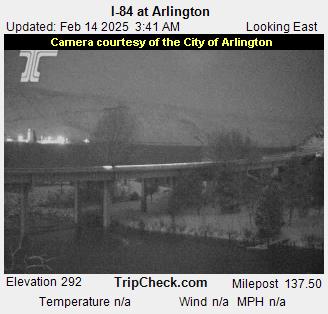 I-84 at Arlington
Updated: Feb 14 2025 3:41 AM Looking East
Camera courtesy of the City of Arlington
Elevation 292 TripCheck.com Milepost 137.50
Temperature n/a Wind n/a MPH n/a